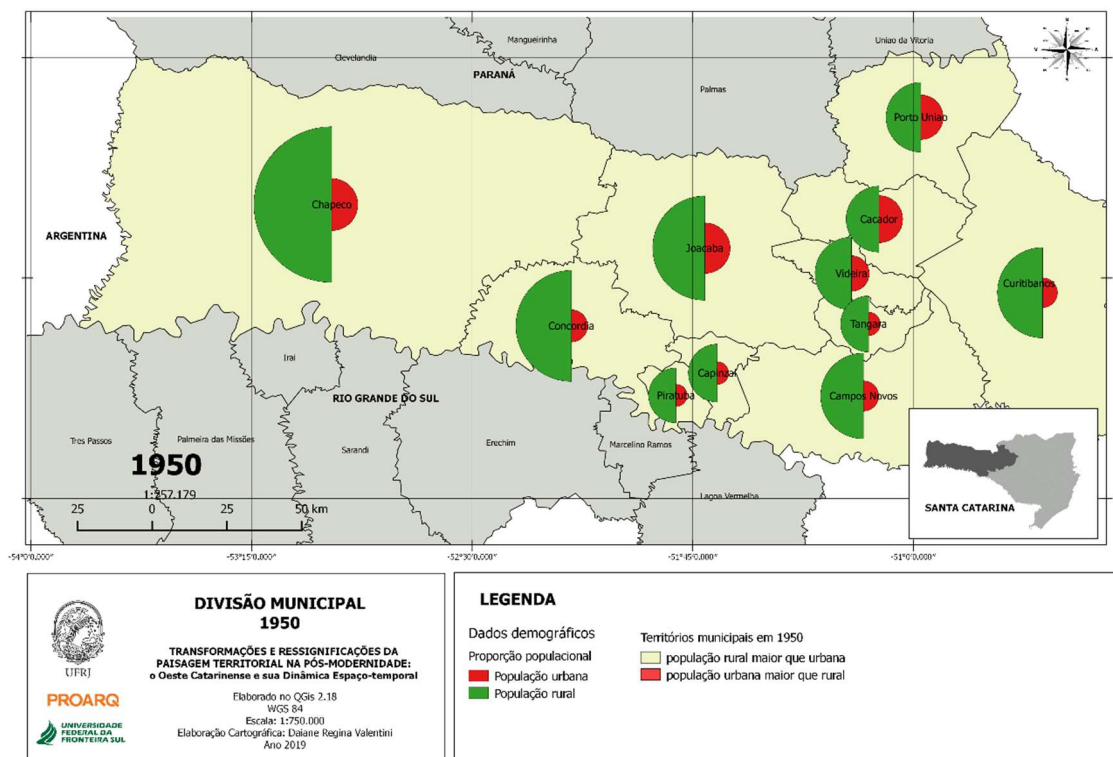 Mangueirinha
Uniao da Vitoria
Clevelandia
PARANÁ
Palmas
Porto Uniao
Chapeco
Cacador
ARGENTINA
Joacaba
Videira
Curitibanos
Concordia
Tangara
Irai
Capinzal
Piratuba
Campos Novos
RIO GRANDE DO SUL
Tres Passos
Palmeira das Missões
Sarandi
Erechim
Marcelino Ramos
Lagoa Vermelha
1950
1:257.179
25 0 25 50 km
SANTA CATARINA
-54°0'0.000" -53°15'0.000" -52°30'0.000" -51°45'0.000" -51°0'0.000"
UFRJ
PROARQ
UNIVERSIDADE
FEDERAL DA
FRONTEIRA SUL
DIVISÃO MUNICIPAL
1950
TRANSFORMAÇÕES E RESSIGNIFICAÇÕES DA
PAISAGEM TERRITORIAL NA PÓS-MODERNIDADE:
o Oeste Catarinense e sua Dinâmica Espaço-temporal
Elaborado no QGis 2.18
WGS 84
Escala: 1:750.000
Elaboração Cartográfica: Daiane Regina Valentini
Ano 2019
LEGENDA
Dados demográficos
Proporção populacional
População urbana
População rural
Territórios municipais em 1950
população rural maior que urbana
população urbana maior que rural